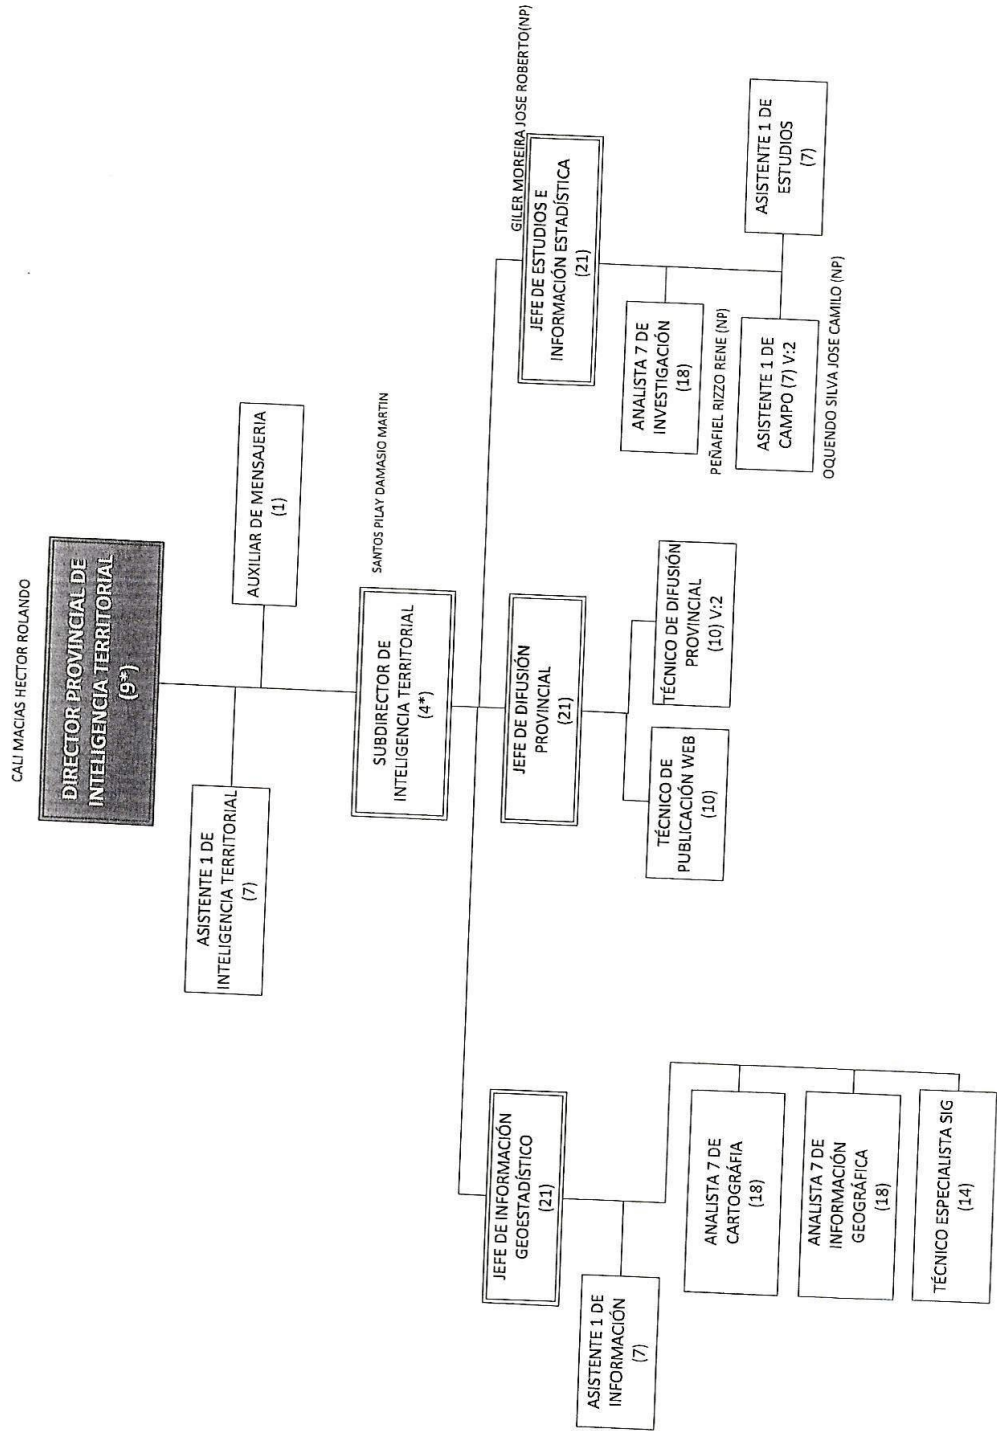 CALI MACIAS HECTOR ROLANDO
DIRECTOR PROVINCIAL DE
INTELIGENCIA TERRITORIAL
(9*)
ASISTENTE 1 DE
INTELIGENCIA TERRITORIAL
(7)
AUXILIAR DE MENSAJERIA
(1)
SANTOS PILAY DAMASIO MARTIN
SUBDIRECTOR DE
INTELIGENCIA TERRITORIAL
(4*)
JEFE DE INFORMACIÓN
GEOESTADÍSTICO
(21)
ASISTENTE 1 DE
INFORMACIÓN
(7)
ANALISTA 7 DE
CARTOGRÁFIA
(18)
ANALISTA 7 DE
INFORMACIÓN
GEOGRÁFICA
(18)
TÉCNICO ESPECIALISTA SIG
(14)
JEFE DE DIFUSIÓN
PROVINCIAL
(21)
TÉCNICO DE
PUBLICACIÓN WEB
(10)
TÉCNICO DE DIFUSIÓN
PROVINCIAL
(10) V:2
GILER MOREIRA JOSE ROBERTO(NP)
JEFE DE ESTUDIOS E
INFORMACIÓN ESTADÍSTICA
(21)
ANALISTA 7 DE
INVESTIGACIÓN
(18)
PEÑAFIEL RIZZO RENE (NP)
ASISTENTE 1 DE
CAMPO (7) V:2
OQUENDO SILVA JOSE CAMILO (NP)
ASISTENTE 1 DE
ESTUDIOS
(7)